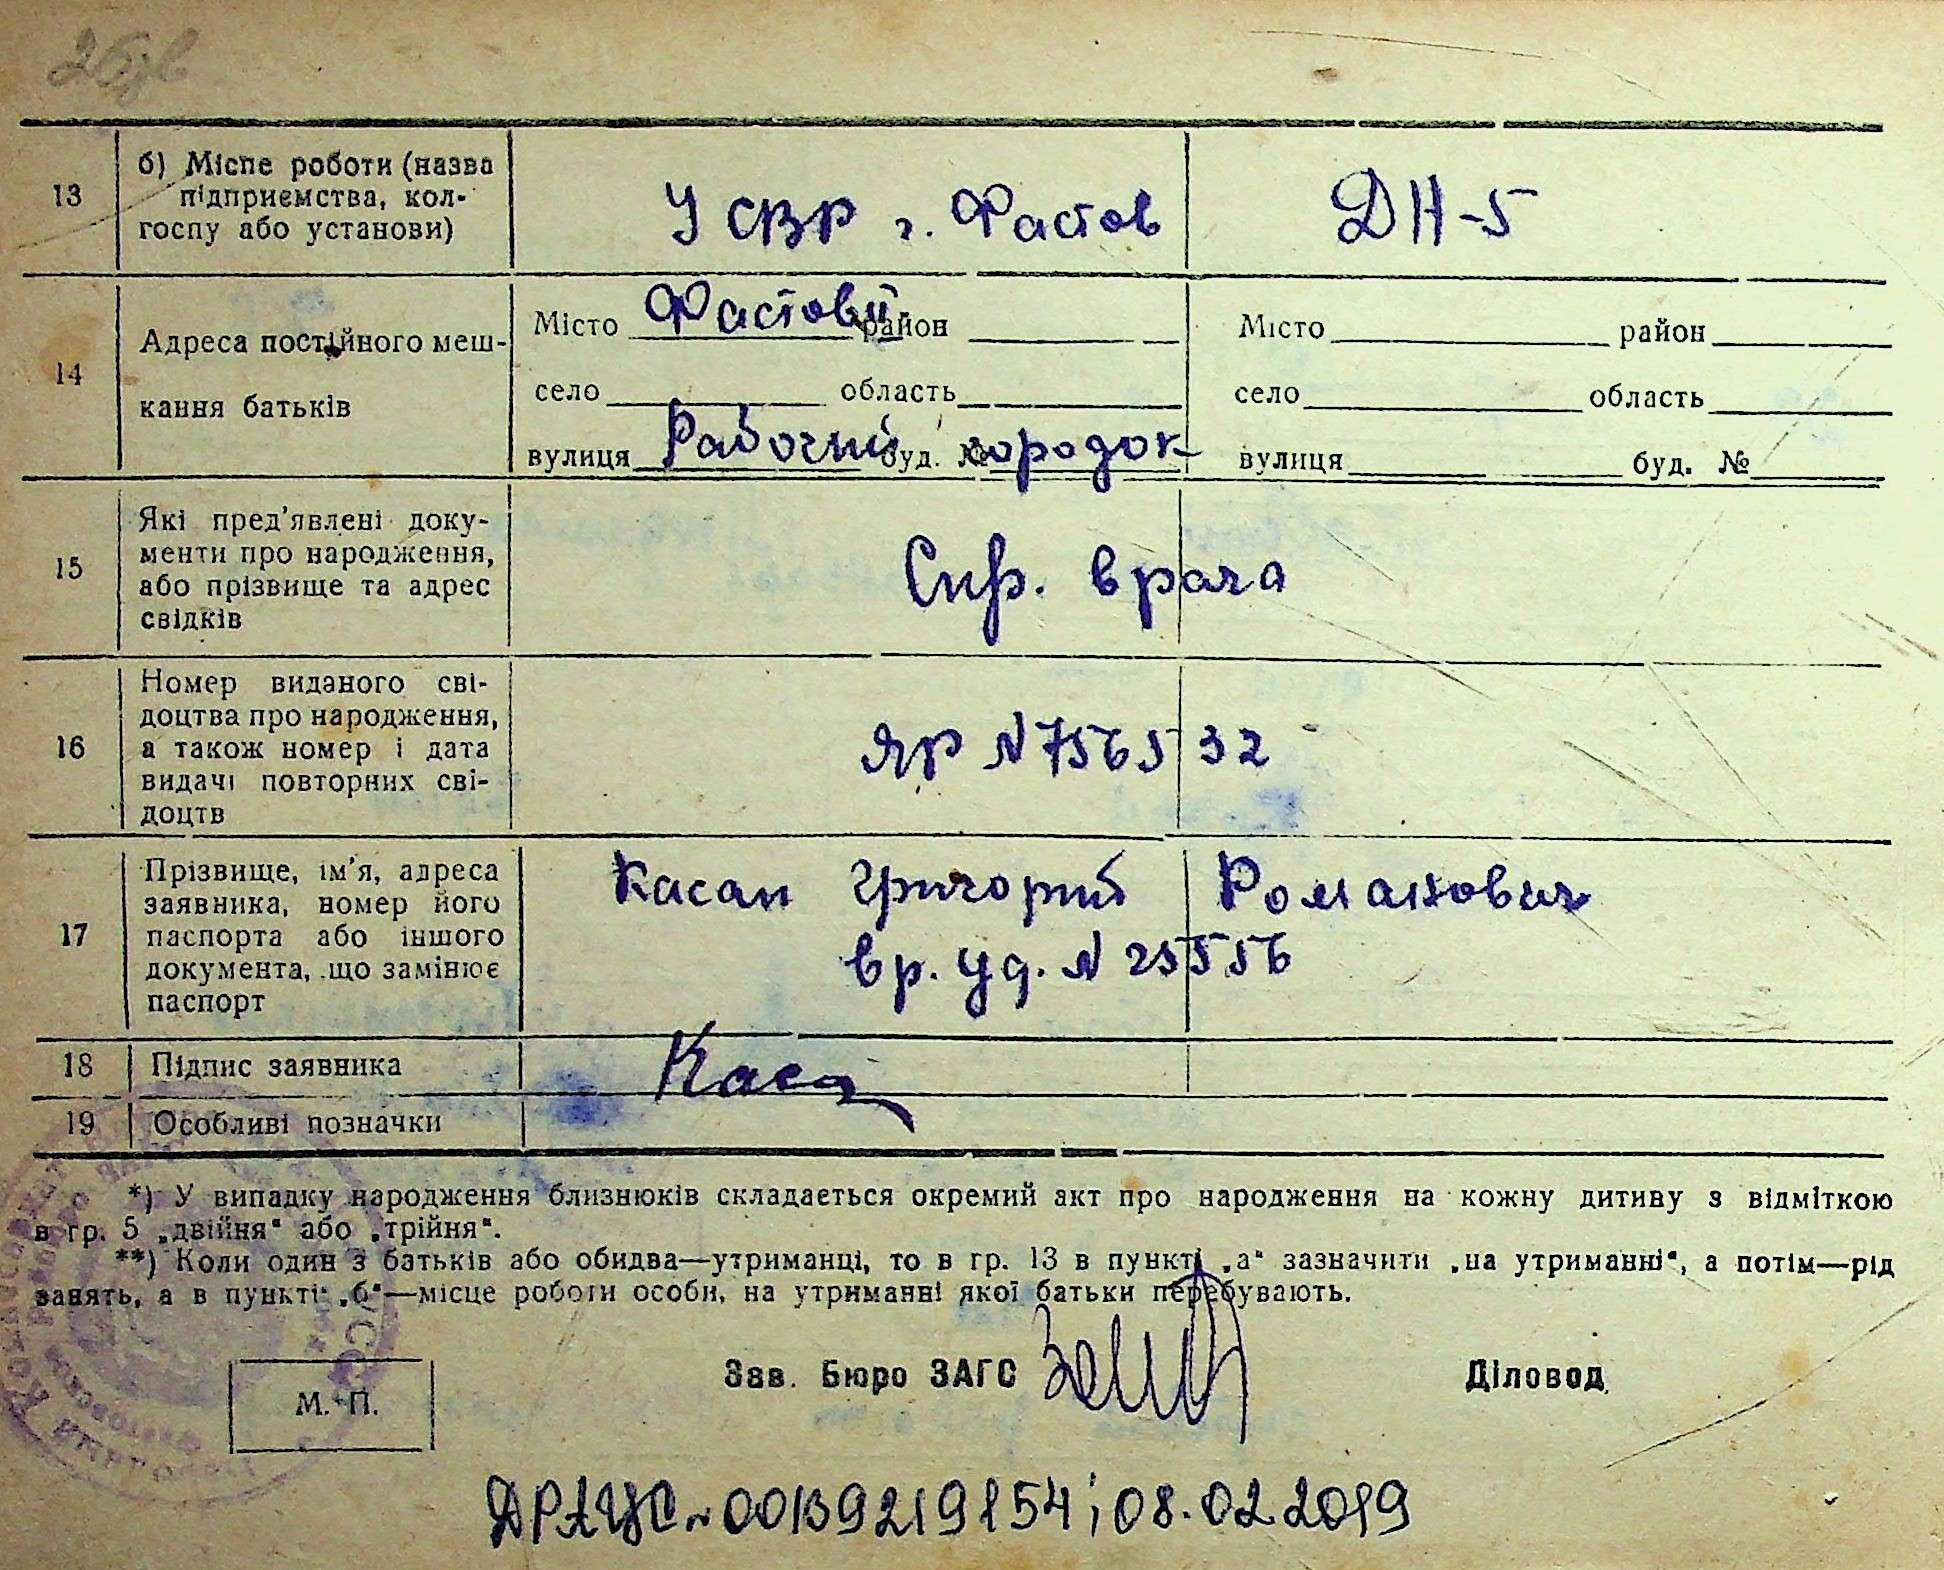 13
б) Місце роботи (назва
підприємства, кол-
госпу або установи)
УСВР г. Фастов
ДН-5
14
Адреса постійного меш-
кання батьків
Місто Фастов район
село область
вулиця Рабочий городок буд. №
Місто район
село область
вулиця буд. №
15
Які пред'явлені доку-
менти про народження,
або прізвище та адрес
свідків
Спр. врача
16
Номер виданого сві-
доцтва про народження,
а також номер і дата
видачі повторних сві-
доцтв
ЯР N 756532
17
Прізвище, ім'я, адреса
заявника, номер його
паспорта або іншого
документа, що замінює
паспорт
Касап Григорий Романович
вр. уд. N 25556
18
Підпис заявника
19
Особливі позначки
*) У випадку народження близнюків складається окремий акт про народження на кожну дитину з відміткою
в гр. 5 „двійня“ або „трійня“.
**) Коли один з батьків або обидва—утриманці, то в гр. 13 в пункті „а“ зазначити „на утриманні“, а потім—рід
занять, а в пункті „б“—місце роботи особи, на утриманні якої батьки перебувають.
Зав. Бюро ЗАГС
Діловод
М. П.
ДРАЦС N 00139219154; 08.02.2019